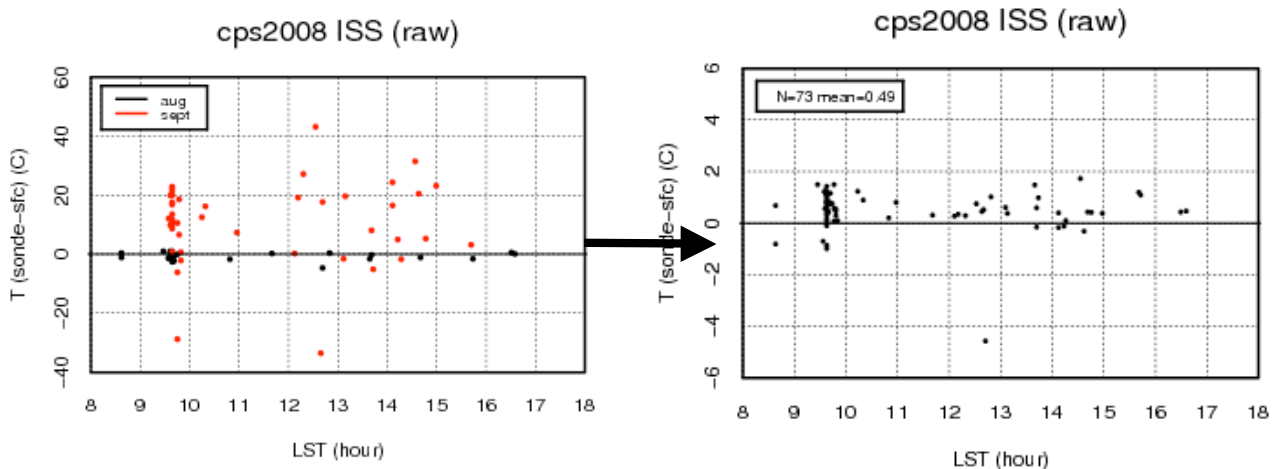 cps2008 ISS (raw)
T (sonde-sfc) (C)
60
40
20
0
-20
-40
aug
sept
8 9 10 11 12 13 14 15 16 17 18
LST (hour)
cps2008 ISS (raw)
T (sonde-sfc) (C)
6
4
2
0
-2
-4
-6
N=73 mean=0.49
8 9 10 11 12 13 14 15 16 17 18
LST (hour)